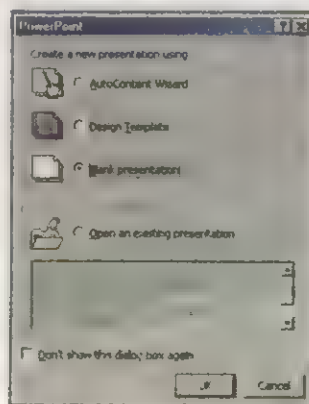 PowerPoint
Create a new presentation using
AutoContent Wizard
Design Template
Blank presentation
Open an existing presentation
Don't show this dialog box again
OK Cancel